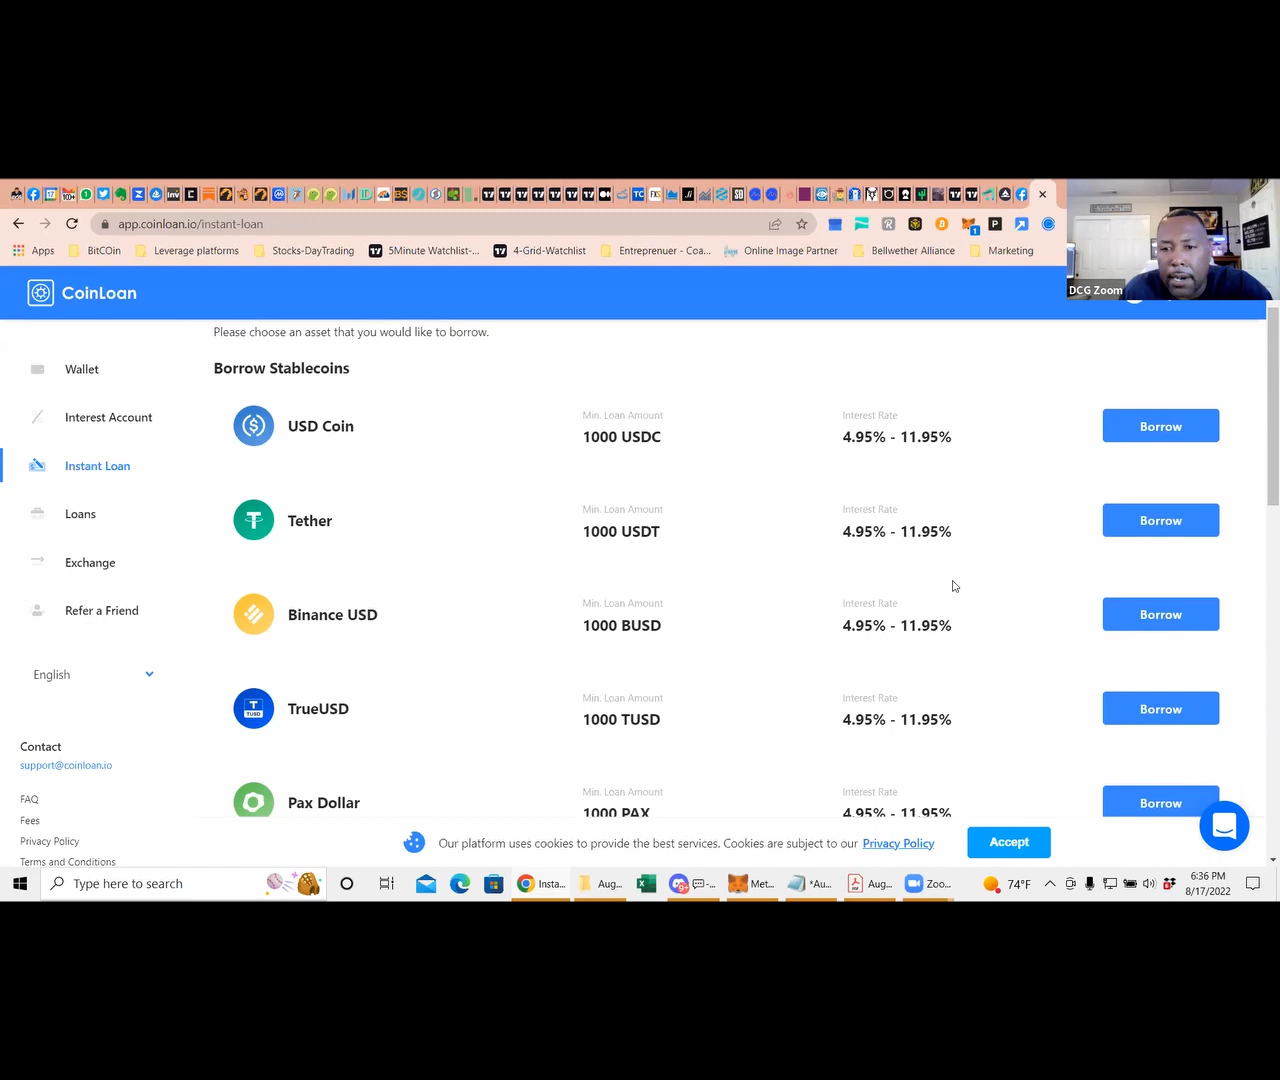 app.coinloan.io/instant-loan
Apps
BitCOin
Leverage platforms
Stocks-DayTrading
5Minute Watchlist-...
4-Grid-Watchlist
Entreprenuer - Coa...
Online Image Partner
Bellwether Alliance
Marketing
DCG Zoom
CoinLoan
Please choose an asset that you would like to borrow.
Wallet
Interest Account
Instant Loan
Loans
Exchange
Refer a Friend
English
Contact
support@coinloan.io
FAQ
Fees
Privacy Policy
Terms and Conditions
Borrow Stablecoins
USD Coin
Min. Loan Amount
1000 USDC
Interest Rate
4.95% - 11.95%
Borrow
Tether
Min. Loan Amount
1000 USDT
Interest Rate
4.95% - 11.95%
Borrow
Binance USD
Min. Loan Amount
1000 BUSD
Interest Rate
4.95% - 11.95%
Borrow
TrueUSD
Min. Loan Amount
1000 TUSD
Interest Rate
4.95% - 11.95%
Borrow
Pax Dollar
Min. Loan Amount
1000 PAX
Interest Rate
4.95% - 11.95%
Borrow
Our platform uses cookies to provide the best services. Cookies are subject to our Privacy Policy
Accept
Type here to search
Insta...
Aug...
Met...
*Au...
Aug...
Zoo...
74°F
6:36 PM
8/17/2022